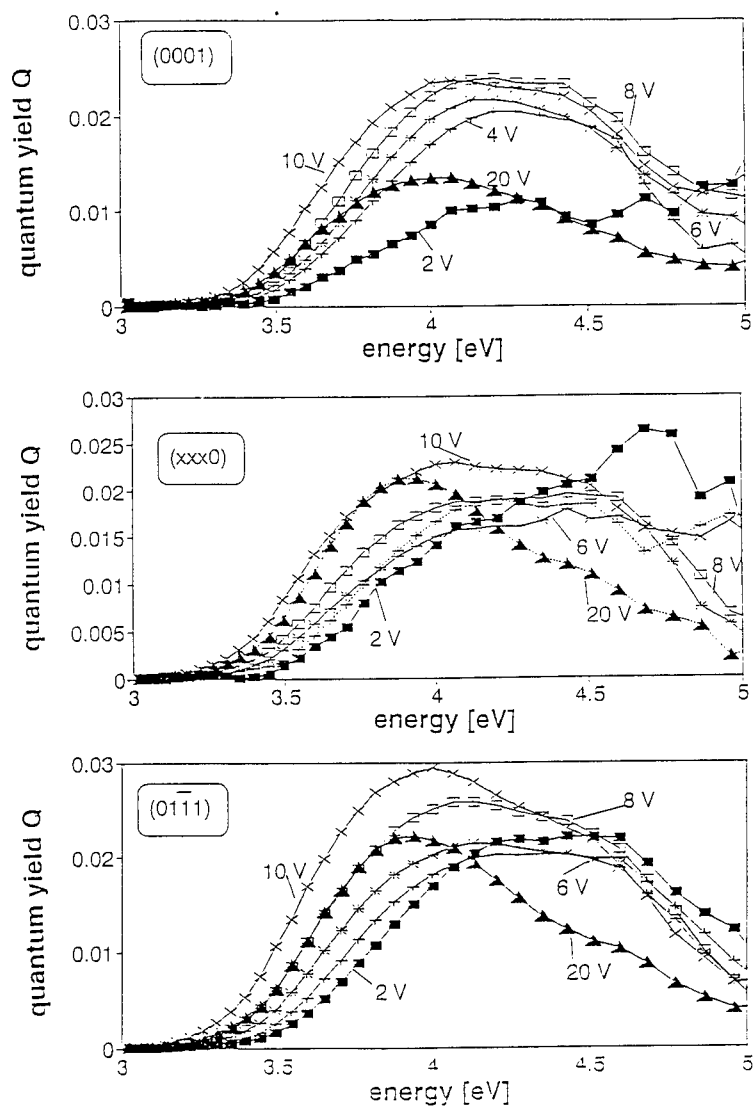 0.03
(0001)
quantum yield Q
0.02
8 V
4 V
10 V
20 V
0.01
6 V
2 V
0
3
3.5
4
4.5
5
energy [eV]
0.03
(xxx0)
10 V
0.025
quantum yield Q
0.02
0.015
6 V
8 V
0.01
20 V
2 V
0.005
0
3
3.5
4
4.5
5
energy [eV]
0.03
(01̅11)
8 V
quantum yield Q
0.02
10 V
6 V
0.01
20 V
2 V
0
3
3.5
4
4.5
5
energy [eV]